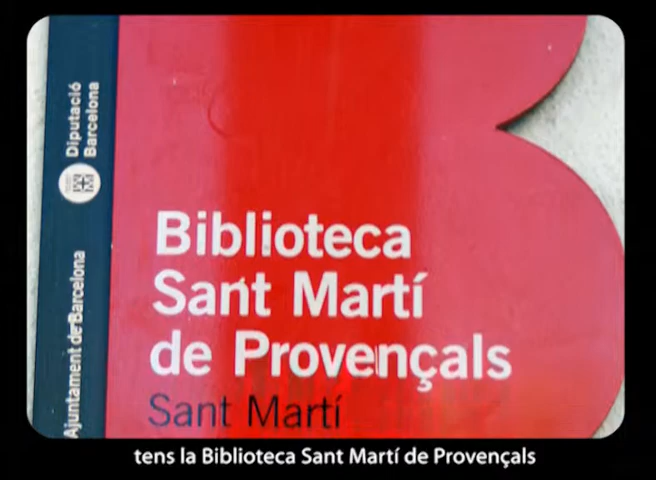 Diputació
Barcelona
Ajuntament de Barcelona
Biblioteca
Sant Martí
de Provençals
Sant Martí
tens la Biblioteca Sant Martí de Provençals